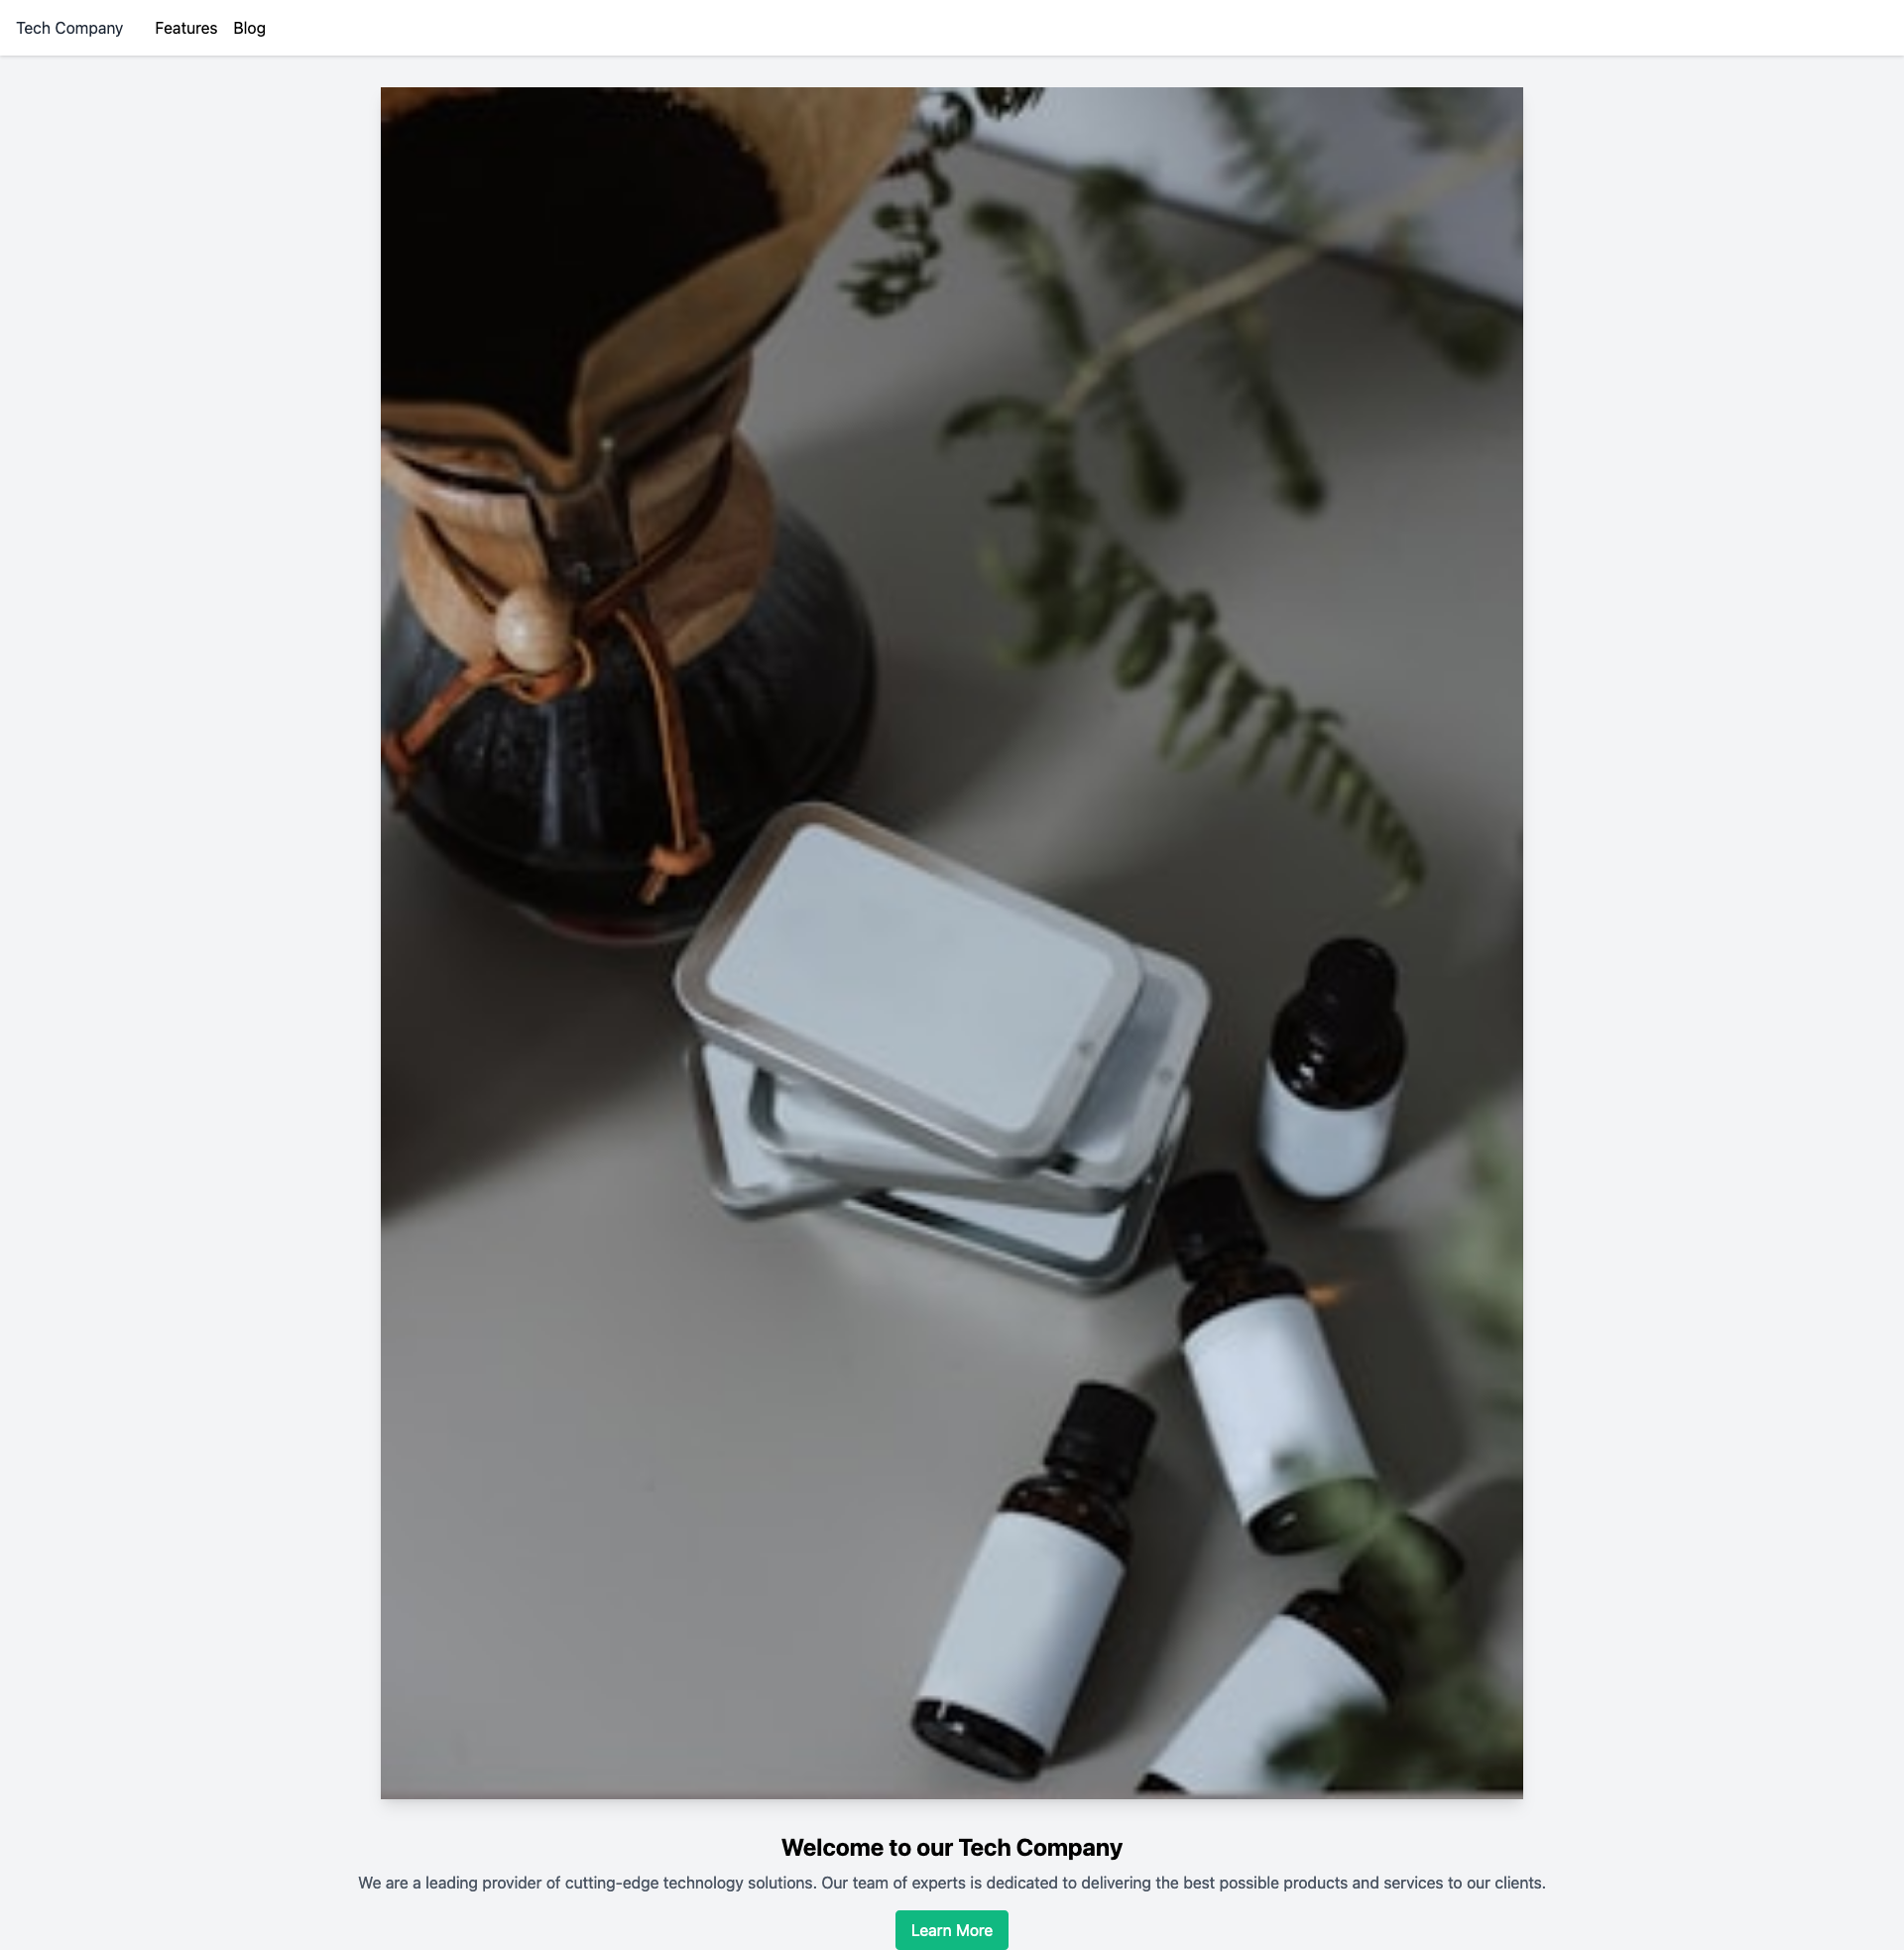 Tech Company Features Blog
Welcome to our Tech Company
We are a leading provider of cutting-edge technology solutions. Our team of experts is dedicated to delivering the best possible products and services to our clients.
Learn More